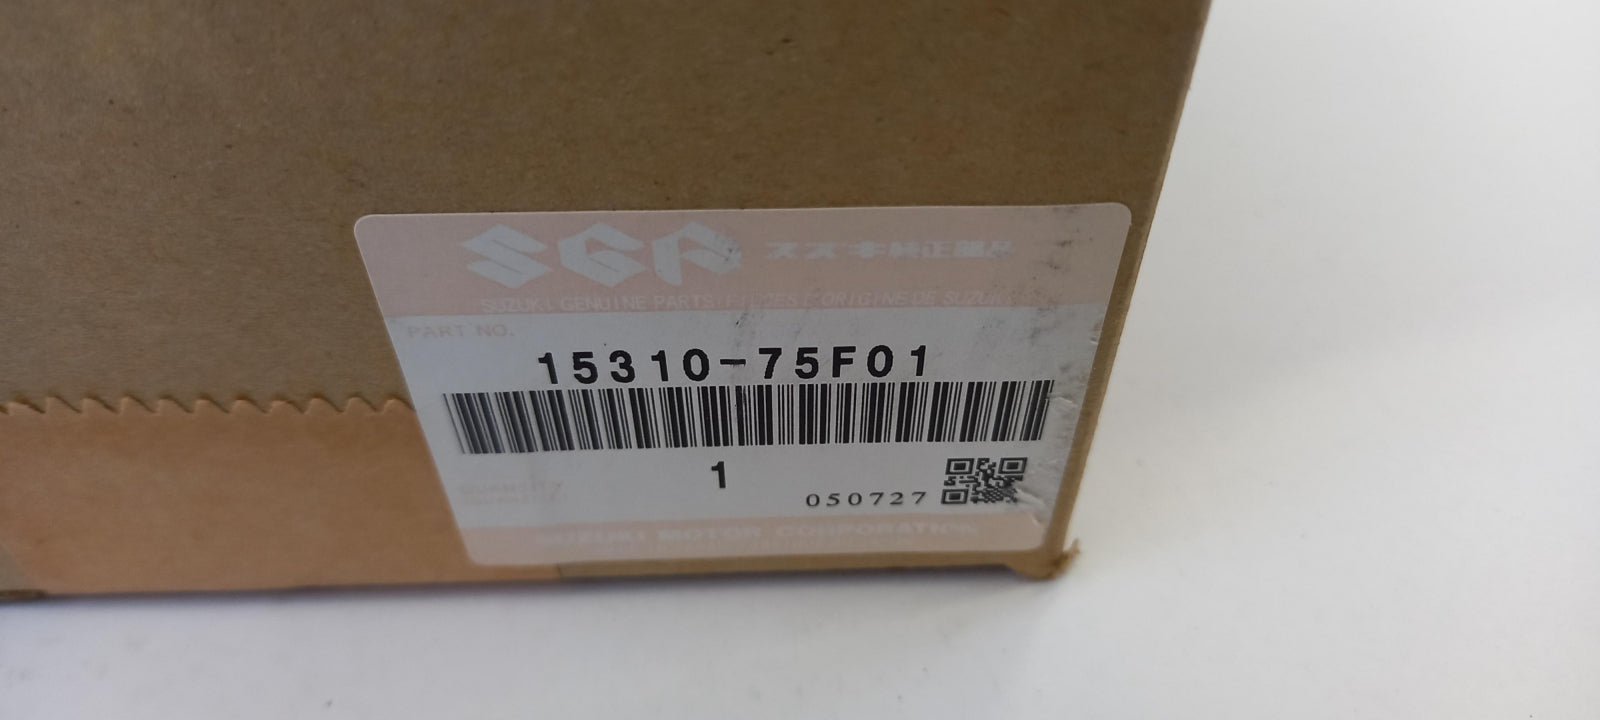 SGP スズキ純正部品
SUZUKI GENUINE PARTS PIECES D'ORIGINE DE SUZUKI
PART NO.
15310-75F01
1
QUANTITY
050727
SUZUKI MOTOR CORPORATION